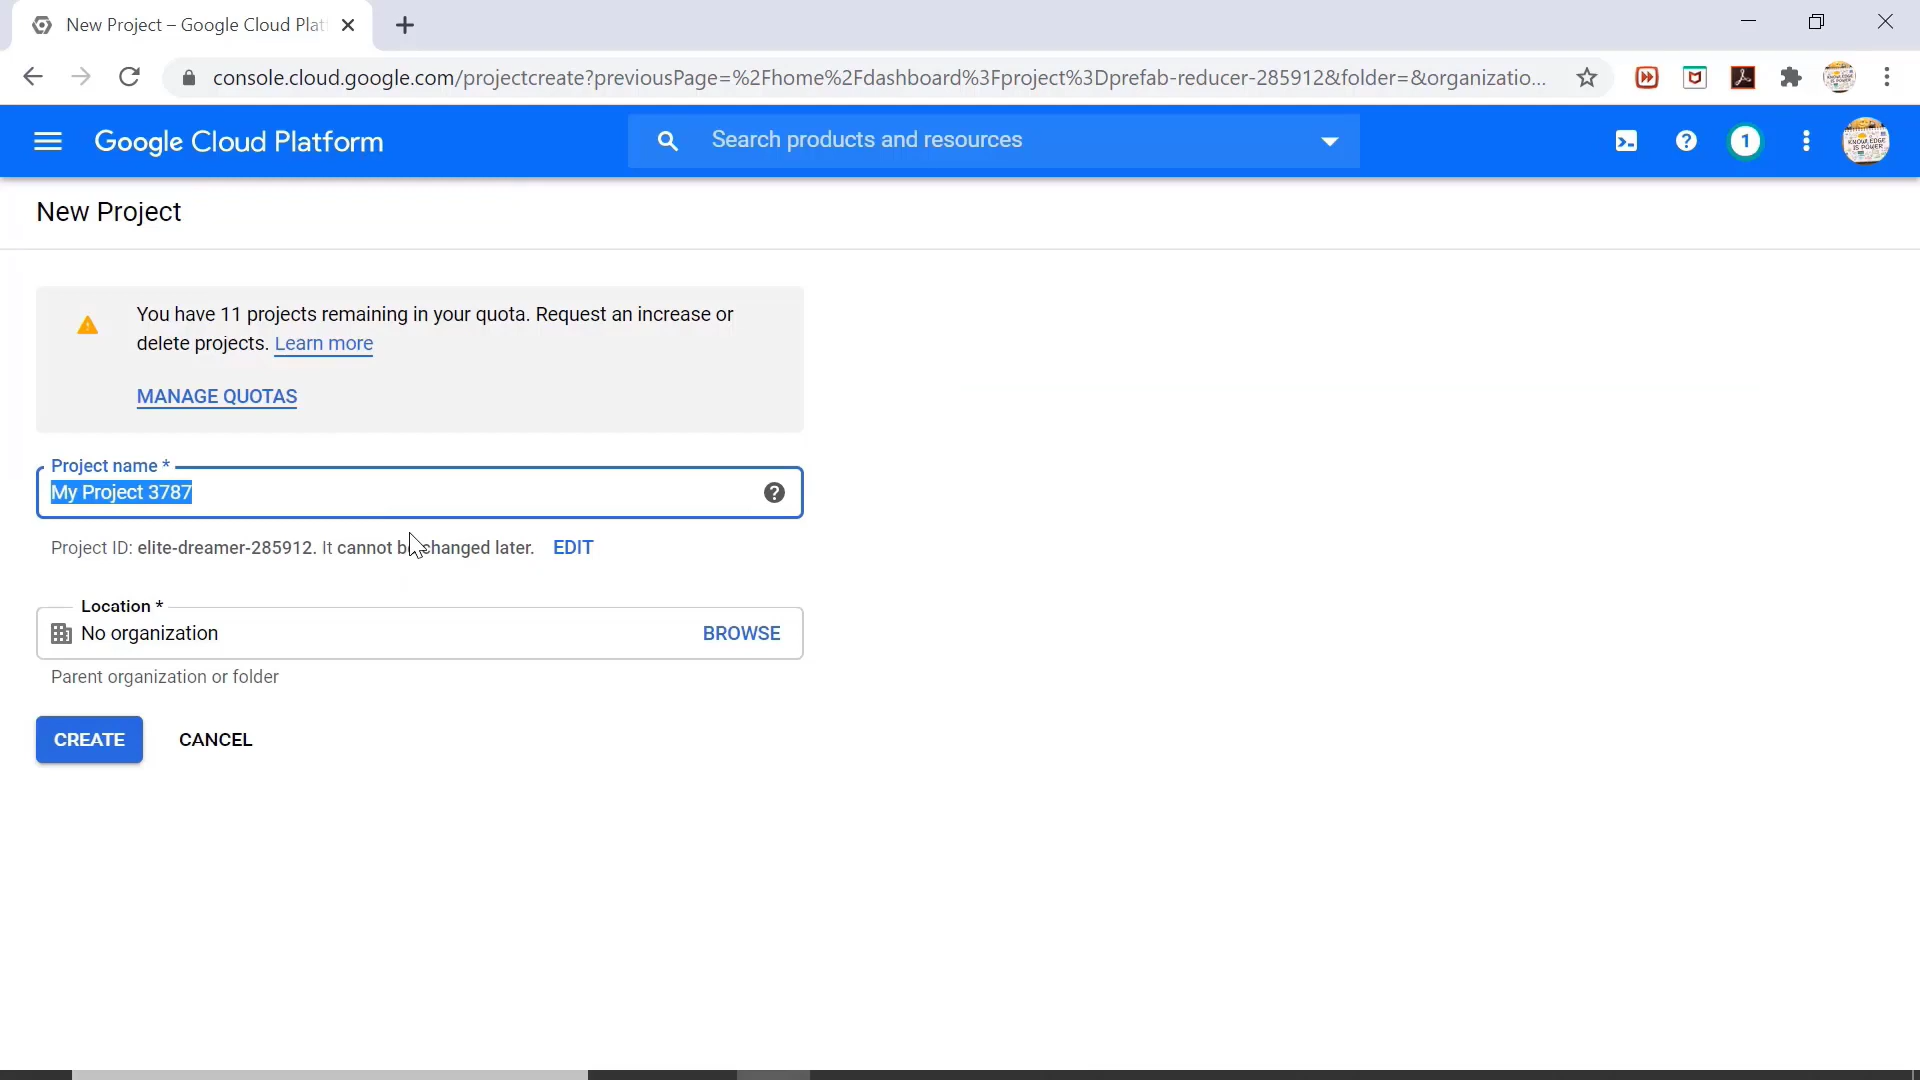 New Project – Google Cloud Plat
console.cloud.google.com/projectcreate?previousPage=%2Fhome%2Fdashboard%3Fproject%3Dprefab-reducer-285912&folder=&organizatio...
Google Cloud Platform
Search products and resources
1
New Project
You have 11 projects remaining in your quota. Request an increase or
delete projects. Learn more
MANAGE QUOTAS
Project name *
My Project 3787
Project ID: elite-dreamer-285912. It cannot be changed later. EDIT
Location *
No organization BROWSE
Parent organization or folder
CREATE CANCEL